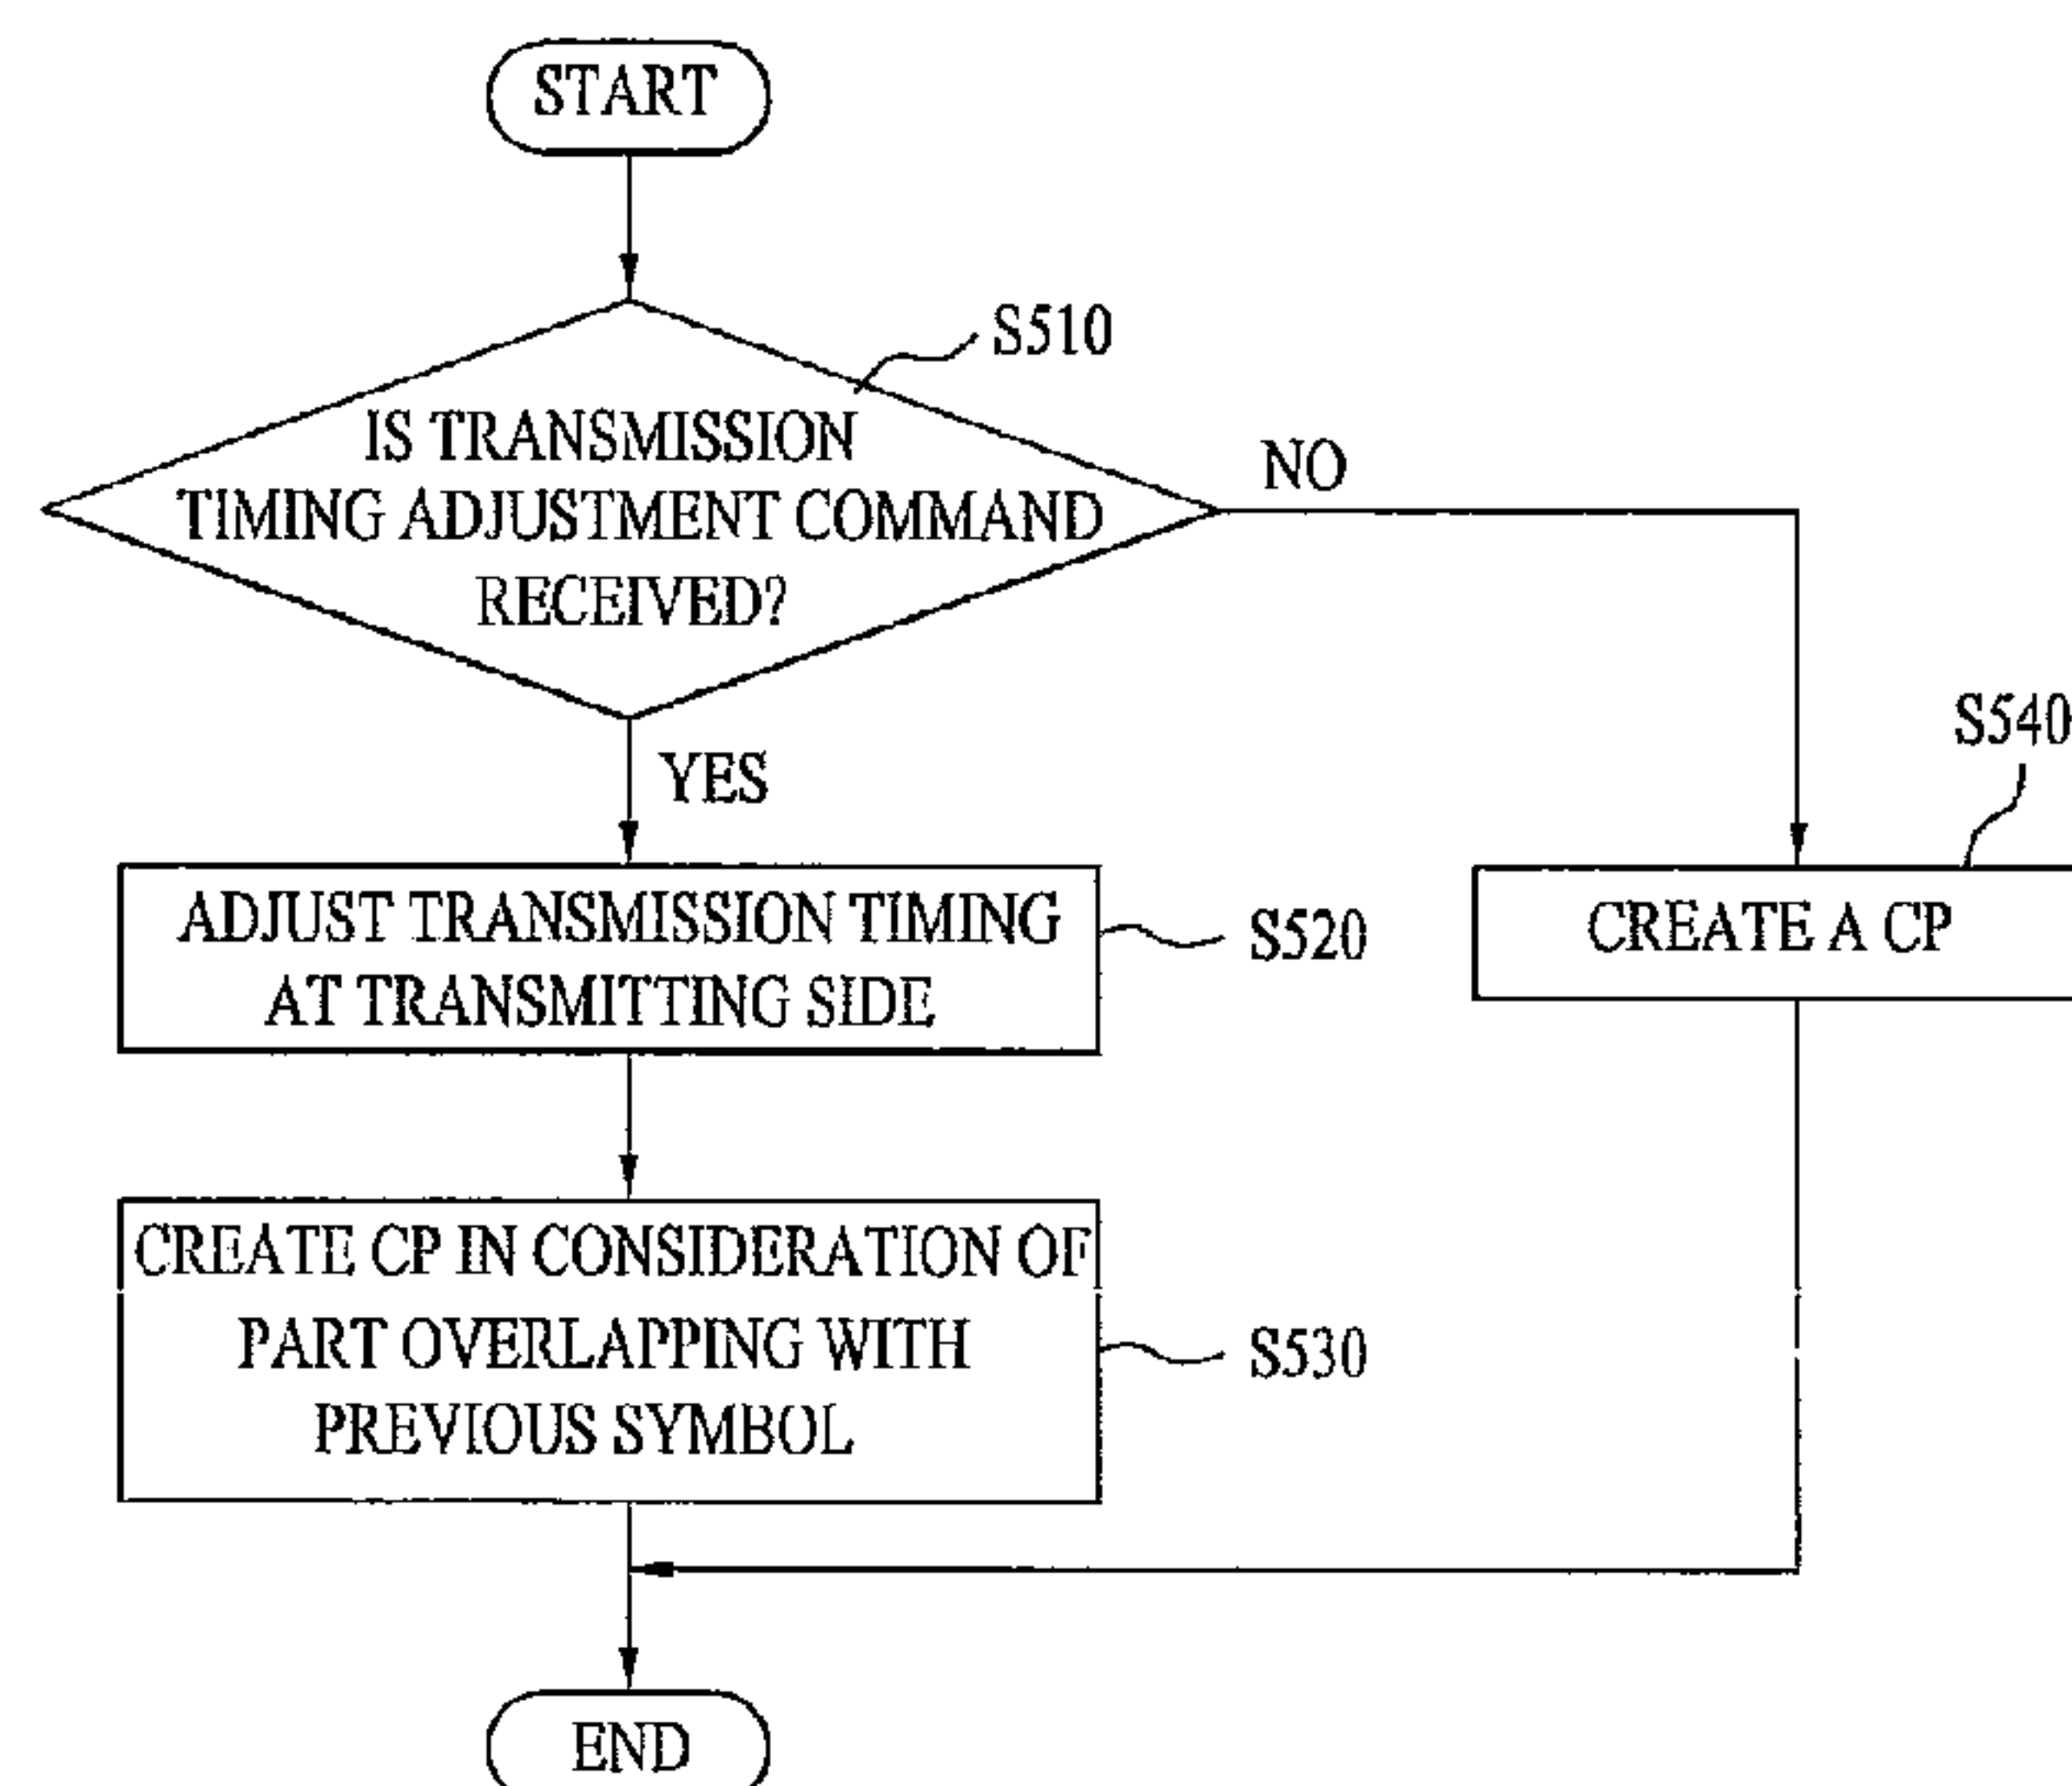 START
S510
IS TRANSMISSION
TIMING ADJUSTMENT COMMAND
RECEIVED?
NO
YES
S540
ADJUST TRANSMISSION TIMING
AT TRANSMITTING SIDE
S520
CREATE A CP
CREATE CP IN CONSIDERATION OF
PART OVERLAPPING WITH
PREVIOUS SYMBOL
S530
END